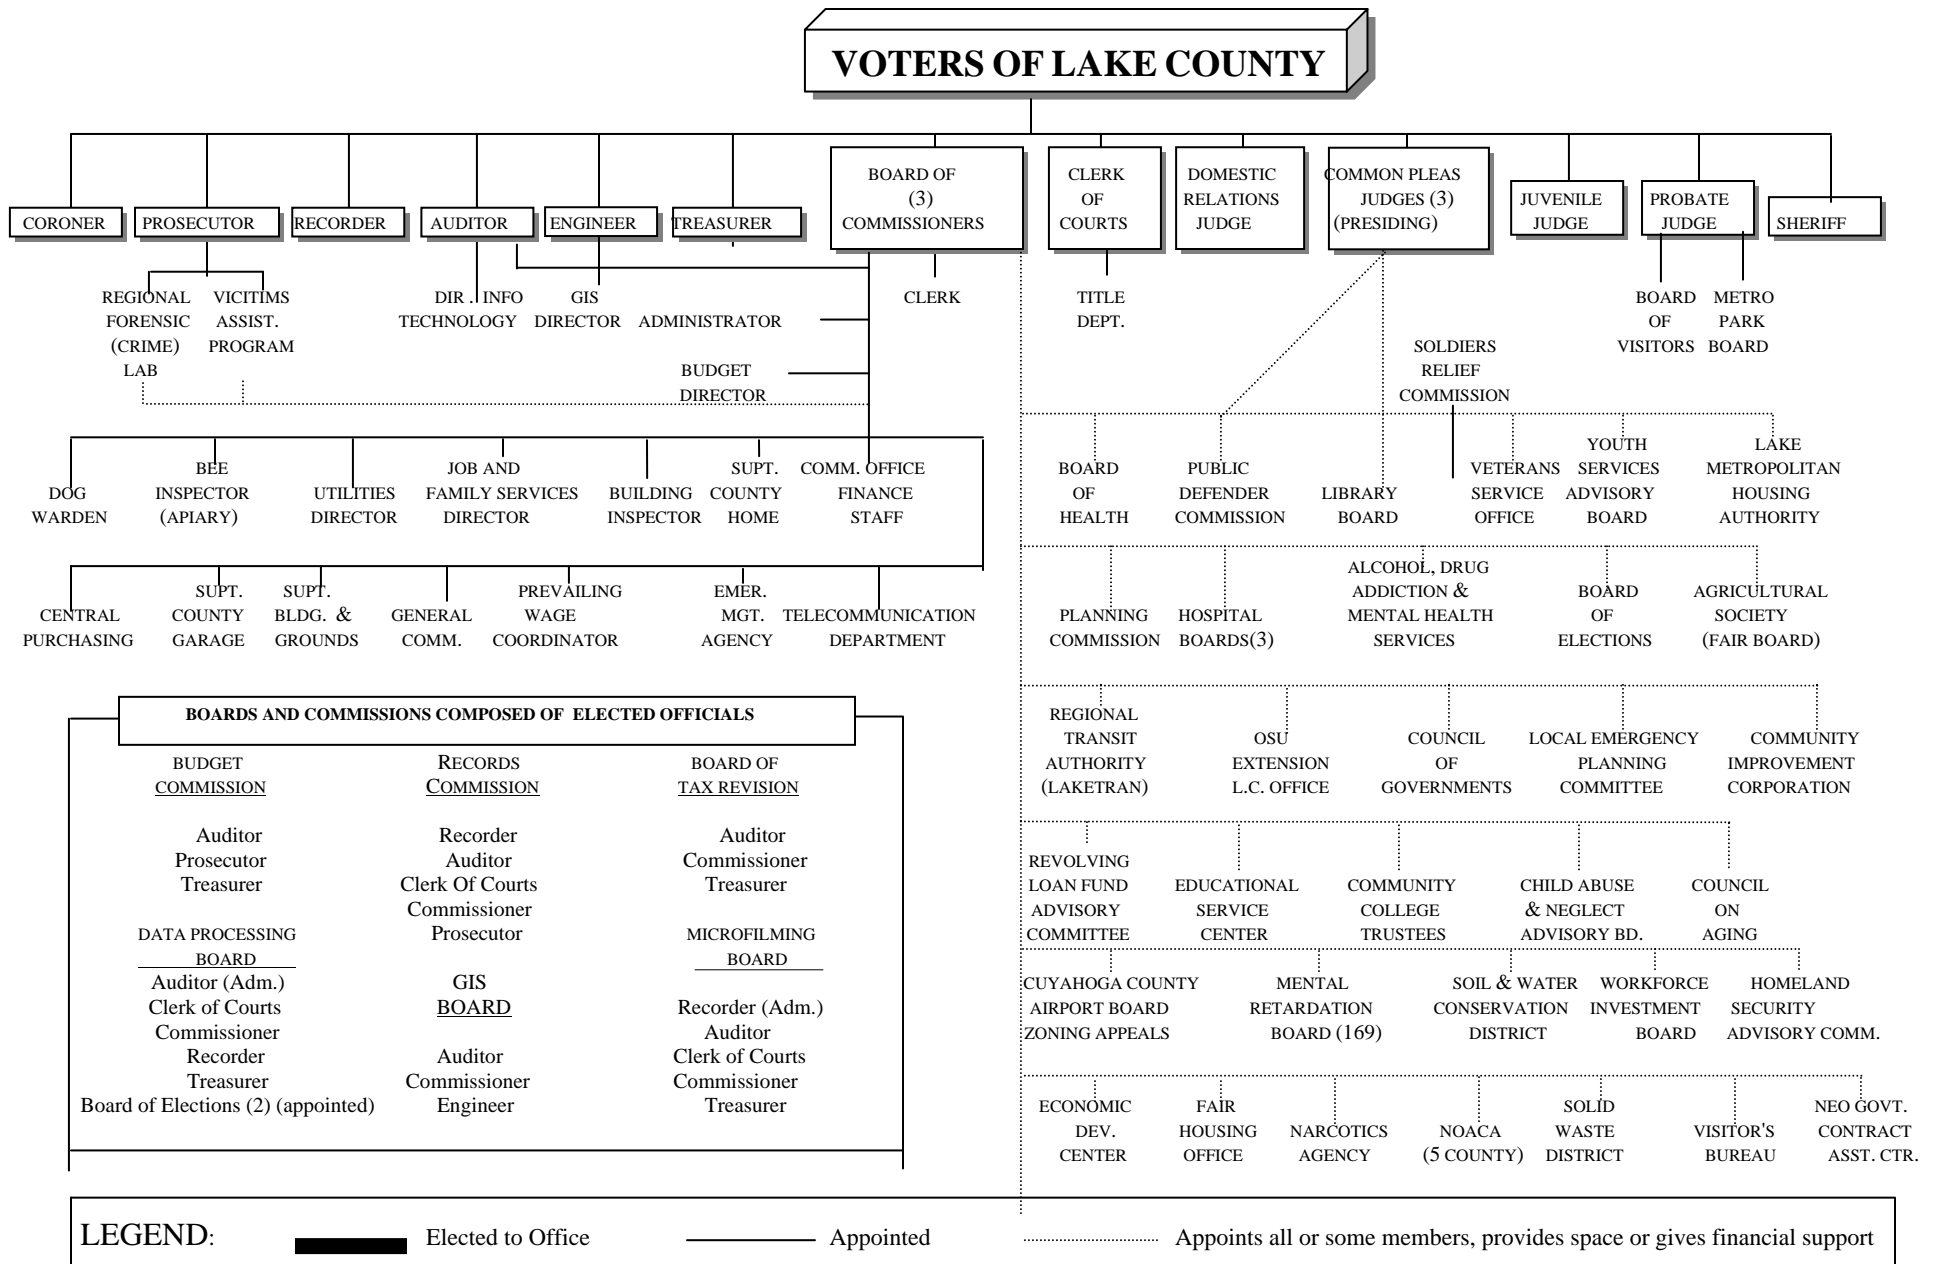 VOTERS OF LAKE COUNTY
CORONER
PROSECUTOR
RECORDER
AUDITOR
ENGINEER
TREASURER
BOARD OF
(3)
COMMISSIONERS
CLERK
OF
COURTS
DOMESTIC
RELATIONS
JUDGE
COMMON PLEAS
JUDGES (3)
(PRESIDING)
JUVENILE
JUDGE
PROBATE
JUDGE
SHERIFF
REGIONAL
FORENSIC
(CRIME)
LAB
VICITIMS
ASSIST.
PROGRAM
DIR . INFO
TECHNOLOGY
GIS
DIRECTOR
ADMINISTRATOR
BUDGET
DIRECTOR
CLERK
TITLE
DEPT.
BOARD
OF
VISITORS
METRO
PARK
BOARD
SOLDIERS
RELIEF
COMMISSION
DOG
WARDEN
BEE
INSPECTOR
(APIARY)
UTILITIES
DIRECTOR
JOB AND
FAMILY SERVICES
DIRECTOR
BUILDING
INSPECTOR
SUPT.
COUNTY
HOME
COMM. OFFICE
FINANCE
STAFF
BOARD
OF
HEALTH
PUBLIC
DEFENDER
COMMISSION
LIBRARY
BOARD
VETERANS
SERVICE
OFFICE
YOUTH
SERVICES
ADVISORY
BOARD
LAKE
METROPOLITAN
HOUSING
AUTHORITY
CENTRAL
PURCHASING
SUPT.
COUNTY
GARAGE
SUPT.
BLDG. &
GROUNDS
GENERAL
COMM.
PREVAILING
WAGE
COORDINATOR
EMER.
MGT.
AGENCY
TELECOMMUNICATION
DEPARTMENT
PLANNING
COMMISSION
HOSPITAL
BOARDS(3)
ALCOHOL, DRUG
ADDICTION &
MENTAL HEALTH
SERVICES
BOARD
OF
ELECTIONS
AGRICULTURAL
SOCIETY
(FAIR BOARD)
BOARDS AND COMMISSIONS COMPOSED OF ELECTED OFFICIALS
BUDGET
COMMISSION
Auditor
Prosecutor
Treasurer
RECORDS
COMMISSION
Recorder
Auditor
Clerk Of Courts
Commissioner
Prosecutor
BOARD OF
TAX REVISION
Auditor
Commissioner
Treasurer
DATA PROCESSING
BOARD
Auditor (Adm.)
Clerk of Courts
Commissioner
Recorder
Treasurer
Board of Elections (2) (appointed)
GIS
BOARD
Auditor
Commissioner
Engineer
MICROFILMING
BOARD
Recorder (Adm.)
Auditor
Clerk of Courts
Commissioner
Treasurer
REGIONAL
TRANSIT
AUTHORITY
(LAKETRAN)
OSU
EXTENSION
L.C. OFFICE
COUNCIL
OF
GOVERNMENTS
LOCAL EMERGENCY
PLANNING
COMMITTEE
COMMUNITY
IMPROVEMENT
CORPORATION
REVOLVING
LOAN FUND
ADVISORY
COMMITTEE
EDUCATIONAL
SERVICE
CENTER
COMMUNITY
COLLEGE
TRUSTEES
CHILD ABUSE
& NEGLECT
ADVISORY BD.
COUNCIL
ON
AGING
CUYAHOGA COUNTY
AIRPORT BOARD
ZONING APPEALS
MENTAL
RETARDATION
BOARD (169)
SOIL & WATER
CONSERVATION
DISTRICT
WORKFORCE
INVESTMENT
BOARD
HOMELAND
SECURITY
ADVISORY COMM.
ECONOMIC
DEV.
CENTER
FAIR
HOUSING
OFFICE
NARCOTICS
AGENCY
NOACA
(5 COUNTY)
SOLID
WASTE
DISTRICT
VISITOR'S
BUREAU
NEO GOVT.
CONTRACT
ASST. CTR.
LEGEND: Elected to Office Appointed Appoints all or some members, provides space or gives financial support